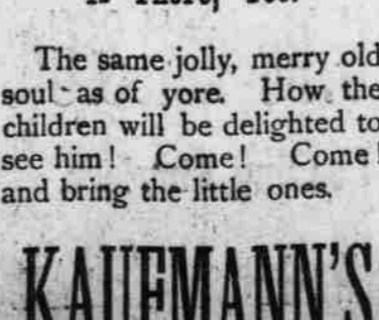 The same jolly, merry old
soul as of yore. How the
children will be delighted to
see him! Come! Come!
and bring the little ones.
KAUFMANN'S